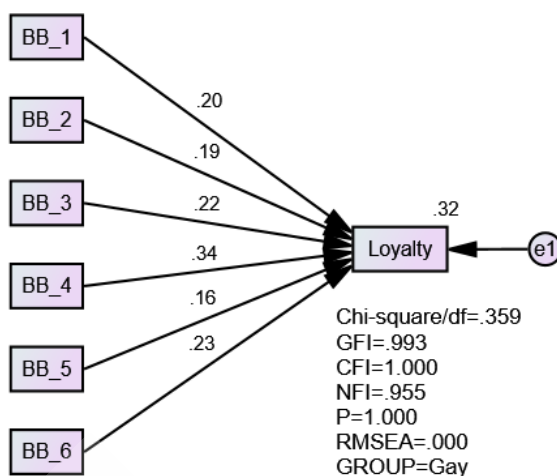 BB_1
.20
BB_2
.19
BB_3
.22
.32
Loyalty
e1
BB_4
.34
Chi-square/df=.359
GFI=.993
BB_5
.16
CFI=1.000
NFI=.955
P=1.000
BB_6
.23
RMSEA=.000
GROUP=Gay